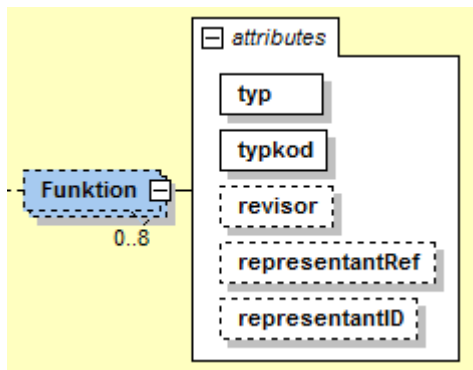 attributes
typ
typkod
Funktion
0..8
revisor
representantRef
representantID